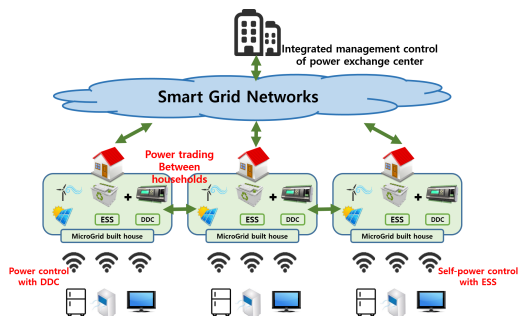 Integrated management control
of power exchange center
Smart Grid Networks
Power trading
Between
households
+
ESS
DDC
MicroGrid built house
+
ESS
DDC
MicroGrid built house
+
ESS
DDC
MicroGrid built house
Power control
with DDC
Self-power control
with ESS